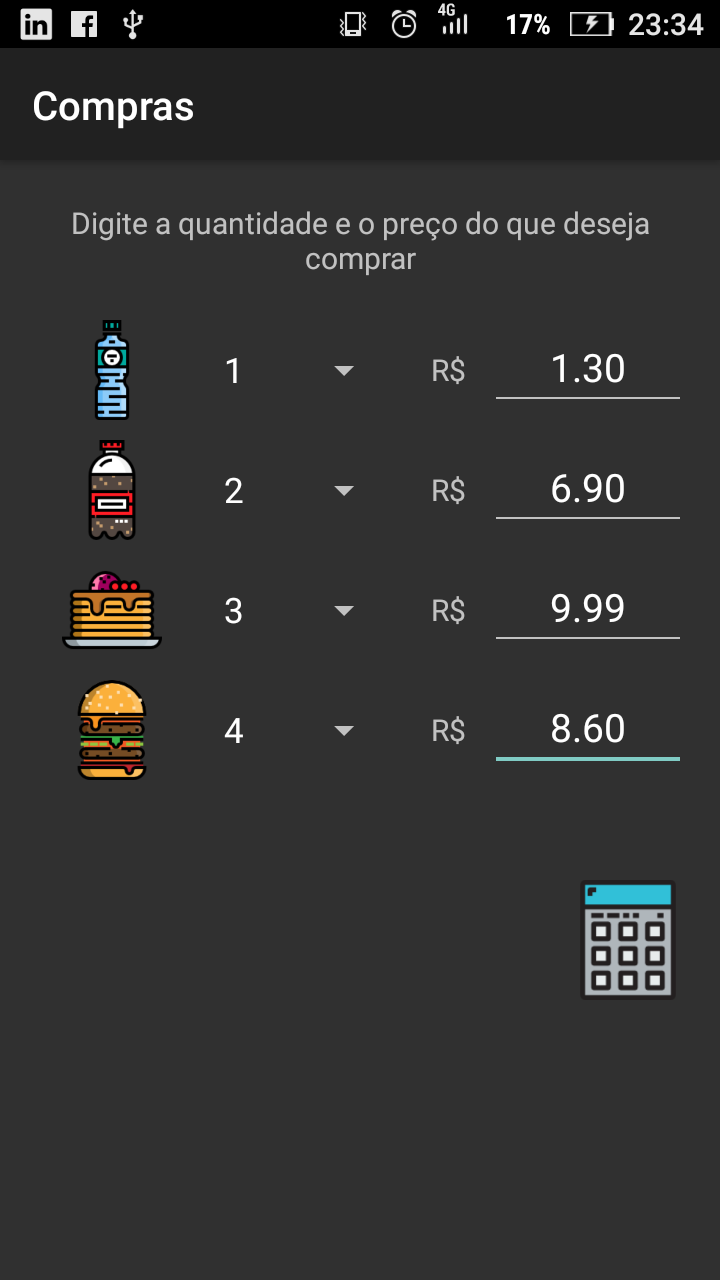 in f 4G 17% 23:34
Compras
Digite a quantidade e o preço do que deseja
comprar
1 R$ 1.30
2 R$ 6.90
3 R$ 9.99
4 R$ 8.60